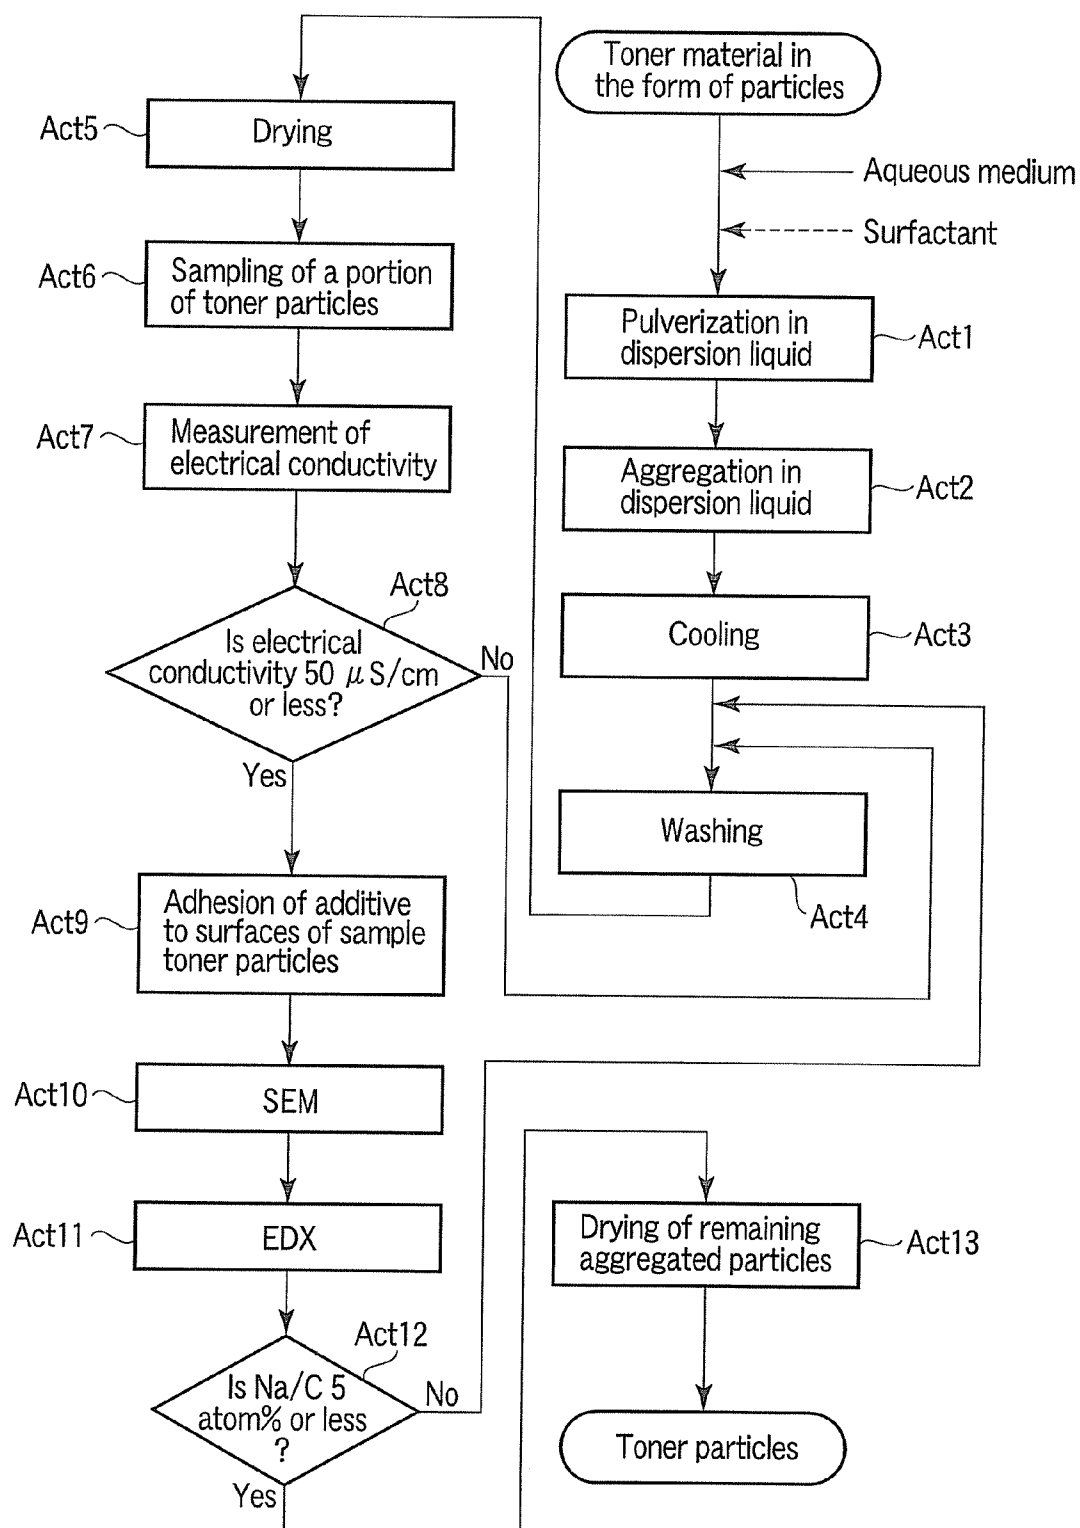 Toner material in
the form of particles
Aqueous medium
Surfactant
Pulverization in
dispersion liquid
Act1
Aggregation in
dispersion liquid
Act2
Cooling
Act3
Washing
Act4
Act5
Drying
Act6
Sampling of a portion
of toner particles
Act7
Measurement of
electrical conductivity
Act8
Is electrical
conductivity 50 μS/cm
or less?
No
Yes
Act9
Adhesion of additive
to surfaces of sample
toner particles
Act10
SEM
Act11
EDX
Act12
Is Na/C 5
atom% or less
?
No
Yes
Drying of remaining
aggregated particles
Act13
Toner particles